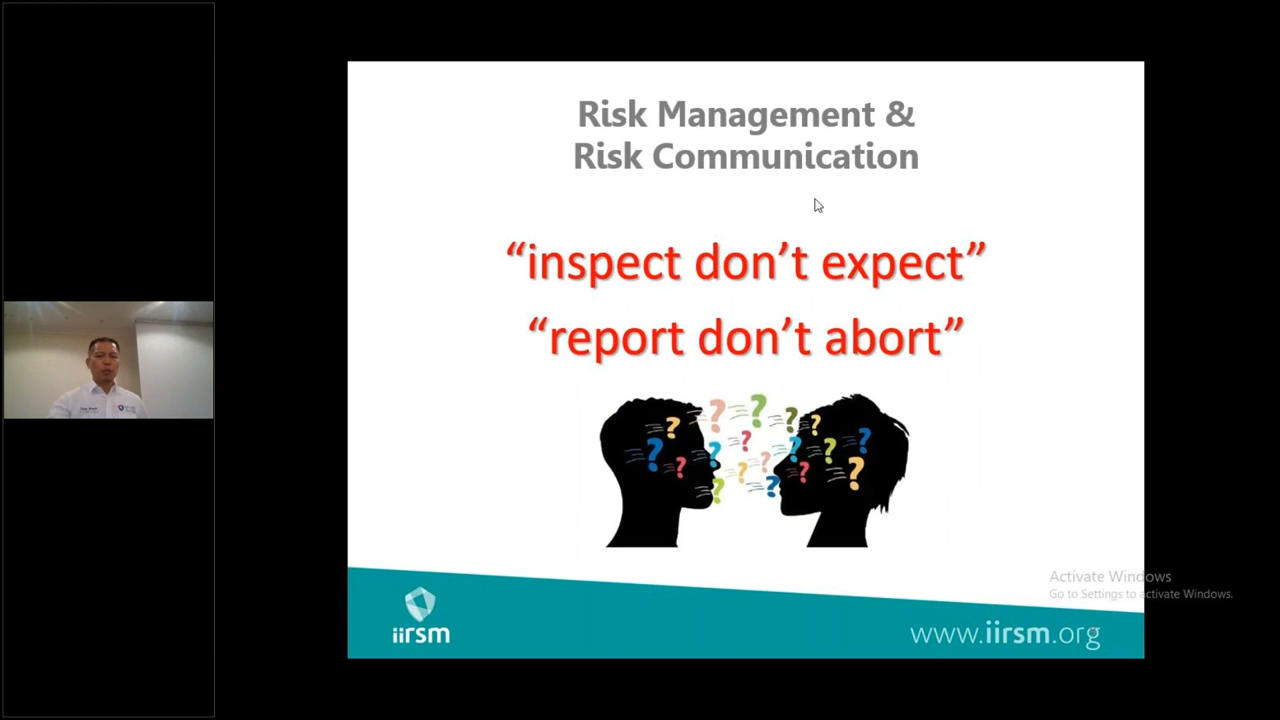 Risk Management &
Risk Communication
“inspect don’t expect”
“report don’t abort”
? ? ? ? ? ? ? ? ? ? ? ? ? ? ? ? ? ? ?
Activate Windows
Go to Settings to activate Windows.
iirsm
www.iirsm.org